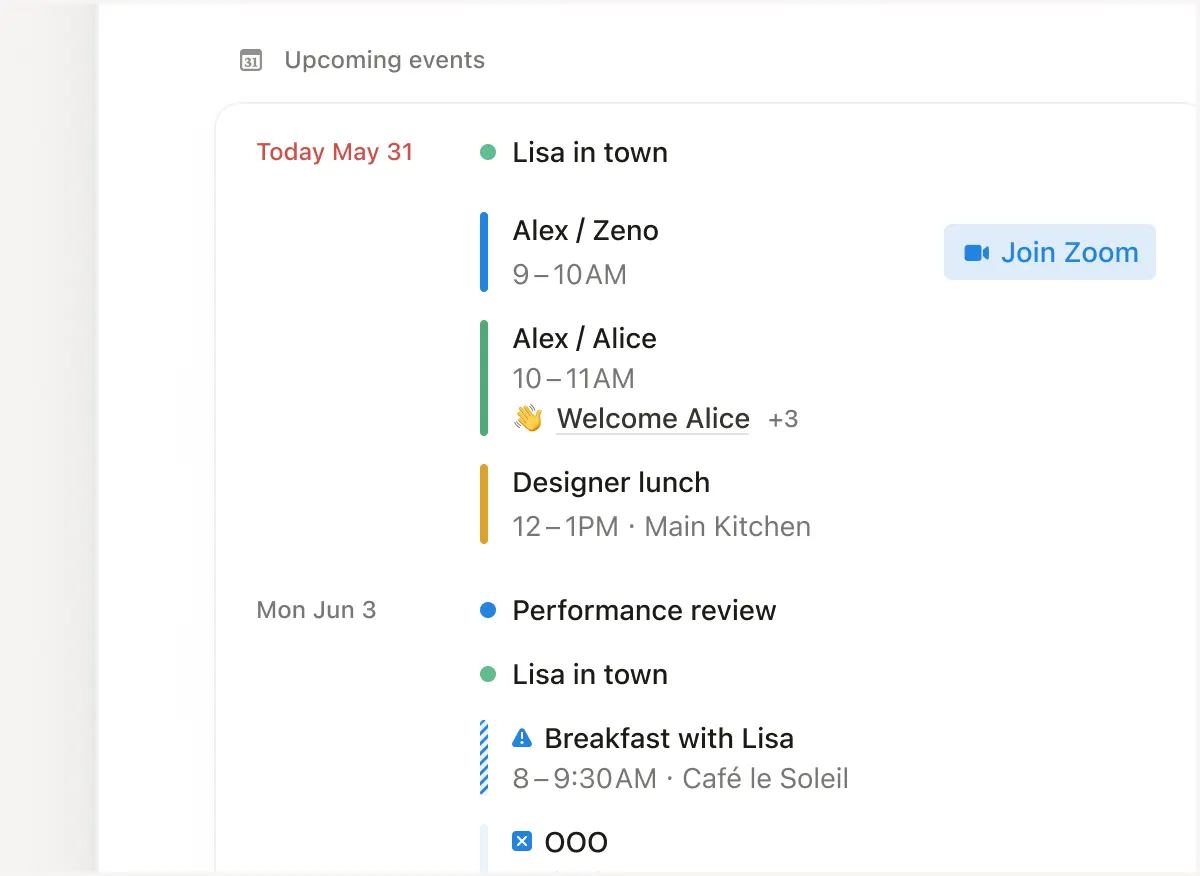 31 Upcoming events
Today May 31
Lisa in town
Alex / Zeno
9 – 10 AM
Join Zoom
Alex / Alice
10 – 11 AM
👋 Welcome Alice +3
Designer lunch
12 – 1 PM · Main Kitchen
Mon Jun 3
Performance review
Lisa in town
Breakfast with Lisa
8 – 9:30 AM · Café le Soleil
OOO